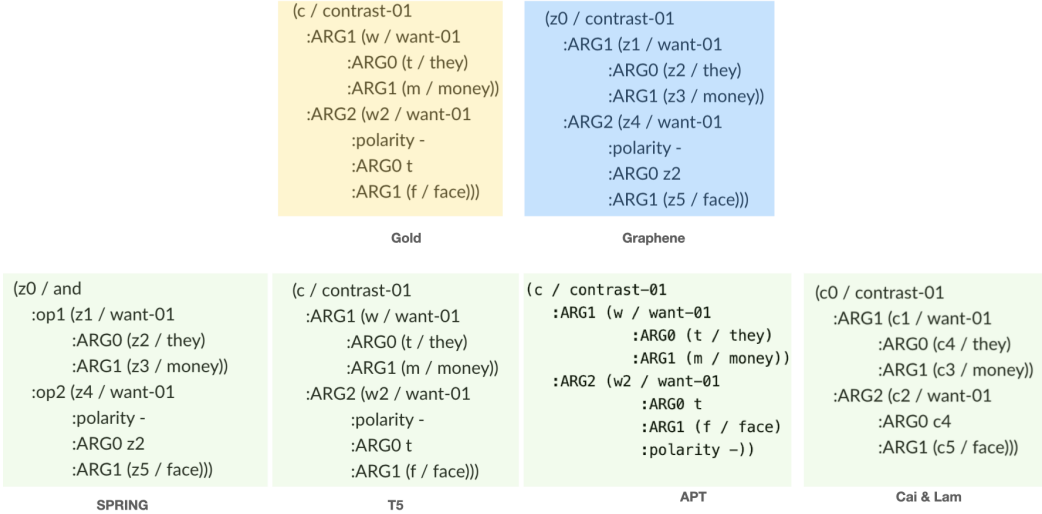 (c / contrast-01
:ARG1 (w / want-01
:ARG0 (t / they)
:ARG1 (m / money))
:ARG2 (w2 / want-01
:polarity -
:ARG0 t
:ARG1 (f / face)))
Gold
(z0 / contrast-01
:ARG1 (z1 / want-01
:ARG0 (z2 / they)
:ARG1 (z3 / money))
:ARG2 (z4 / want-01
:polarity -
:ARG0 z2
:ARG1 (z5 / face)))
Graphene
(z0 / and
:op1 (z1 / want-01
:ARG0 (z2 / they)
:ARG1 (z3 / money))
:op2 (z4 / want-01
:polarity -
:ARG0 z2
:ARG1 (z5 / face)))
SPRING
(c / contrast-01
:ARG1 (w / want-01
:ARG0 (t / they)
:ARG1 (m / money))
:ARG2 (w2 / want-01
:polarity -
:ARG0 t
:ARG1 (f / face)))
T5
(c / contrast-01
:ARG1 (w / want-01
:ARG0 (t / they)
:ARG1 (m / money))
:ARG2 (w2 / want-01
:ARG0 t
:ARG1 (f / face)
:polarity -))
APT
(c0 / contrast-01
:ARG1 (c1 / want-01
:ARG0 (c4 / they)
:ARG1 (c3 / money))
:ARG2 (c2 / want-01
:ARG0 c4
:ARG1 (c5 / face)))
Cai & Lam